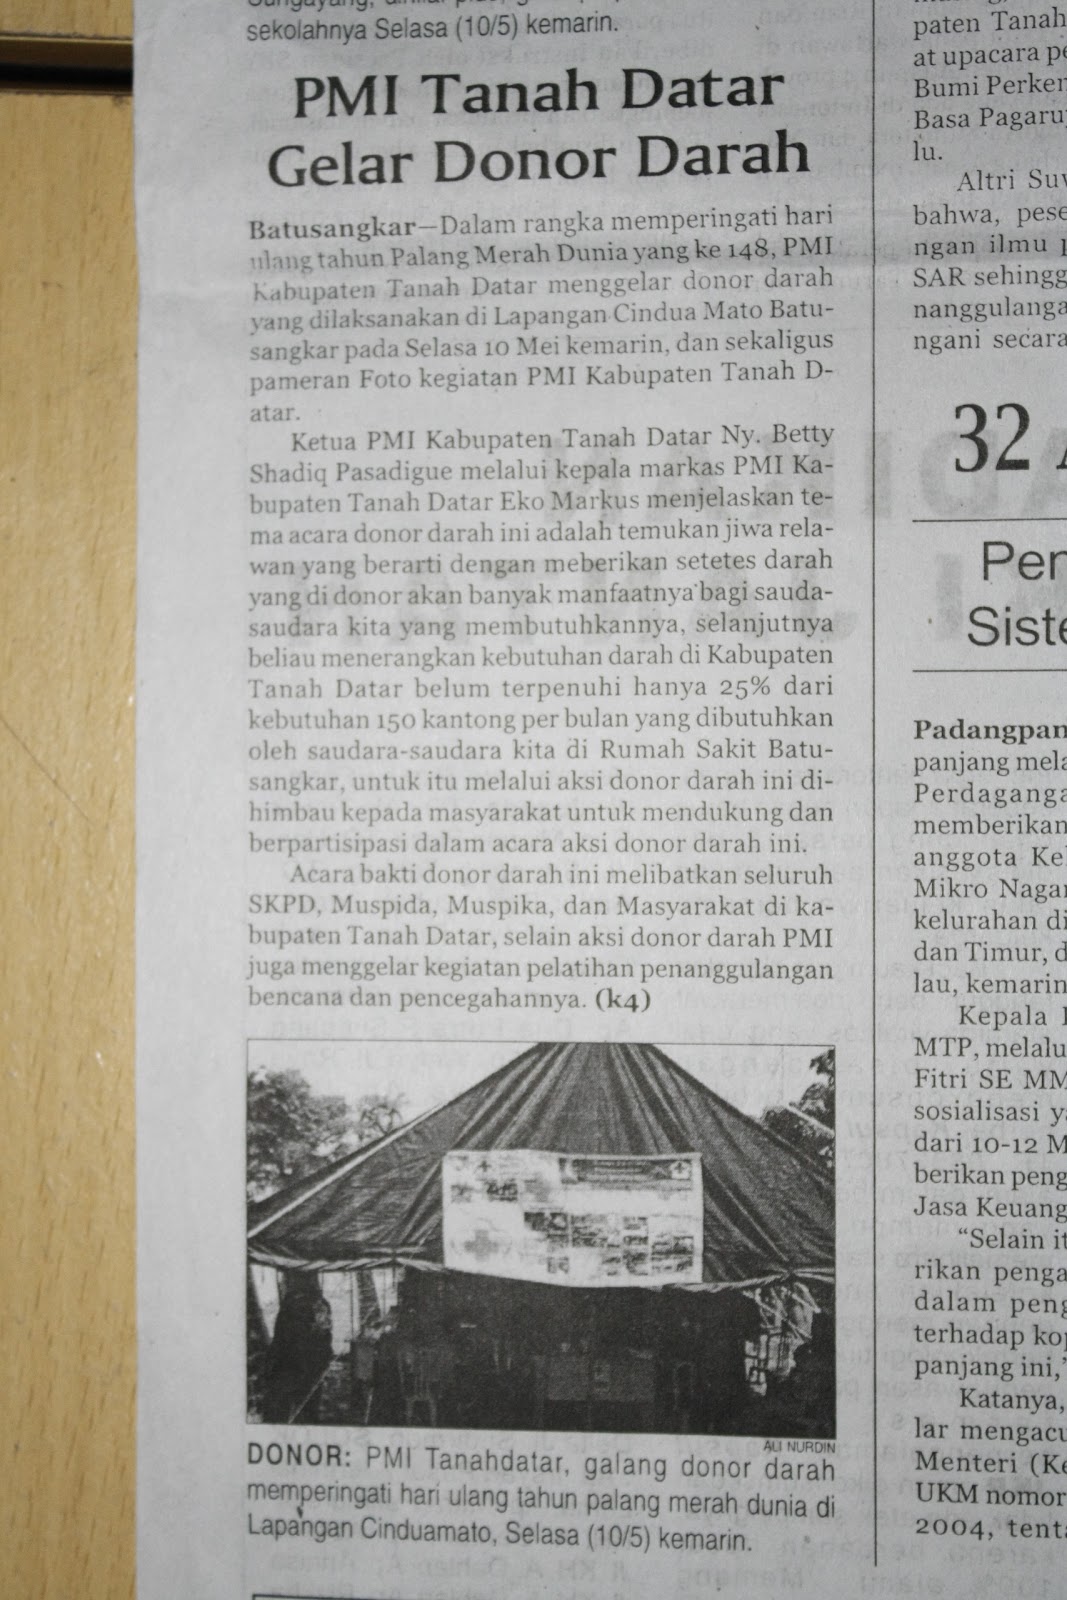 sekolahnya Selasa (10/5) kemarin.
PMI Tanah Datar
Gelar Donor Darah
Batusangkar—Dalam rangka memperingati hari
ulang tahun Palang Merah Dunia yang ke 148, PMI
Kabupaten Tanah Datar menggelar donor darah
yang dilaksanakan di Lapangan Cindua Mato Batu-
sangkar pada Selasa 10 Mei kemarin, dan sekaligus
pameran Foto kegiatan PMI Kabupaten Tanah D-
atar.
Ketua PMI Kabupaten Tanah Datar Ny. Betty
Shadiq Pasadigue melalui kepala markas PMI Ka-
bupaten Tanah Datar Eko Markus menjelaskan te-
ma acara donor darah ini adalah temukan jiwa rela-
wan yang berarti dengan meberikan setetes darah
yang di donor akan banyak manfaatnya bagi sauda-
saudara kita yang membutuhkannya, selanjutnya
beliau menerangkan kebutuhan darah di Kabupaten
Tanah Datar belum terpenuhi hanya 25% dari
kebutuhan 150 kantong per bulan yang dibutuhkan
oleh saudara-saudara kita di Rumah Sakit Batu-
sangkar, untuk itu melalui aksi donor darah ini di-
himbau kepada masyarakat untuk mendukung dan
berpartisipasi dalam acara aksi donor darah ini.
Acara bakti donor darah ini melibatkan seluruh
SKPD, Muspida, Muspika, dan Masyarakat di ka-
bupaten Tanah Datar, selain aksi donor darah PMI
juga menggelar kegiatan pelatihan penanggulangan
bencana dan pencegahannya. (k4)
ALI NURDIN
DONOR: PMI Tanahdatar, galang donor darah
memperingati hari ulang tahun palang merah dunia di
Lapangan Cinduamato, Selasa (10/5) kemarin.
paten Tanah
at upacara pe
Bumi Perkem
Basa Pagaruy
lu.
Altri Suw
bahwa, pese
ngan ilmu p
SAR sehingg
nanggulanga
ngani secara
32 A
Pen
Siste
Padangpan
panjang mela
Perdaganga
memberikan
anggota Kel
Mikro Nagar
kelurahan di
dan Timur, d
lau, kemarin
Kepala
MTP, melalu
Fitri SE MM
sosialisasi ya
dari 10-12 M
berikan peng
Jasa Keuang
“Selain it
rikan penga
dalam peng
terhadap kop
panjang ini,”
Katanya,
lar mengacu
Menteri (Ke
UKM nomor
2004, tenta